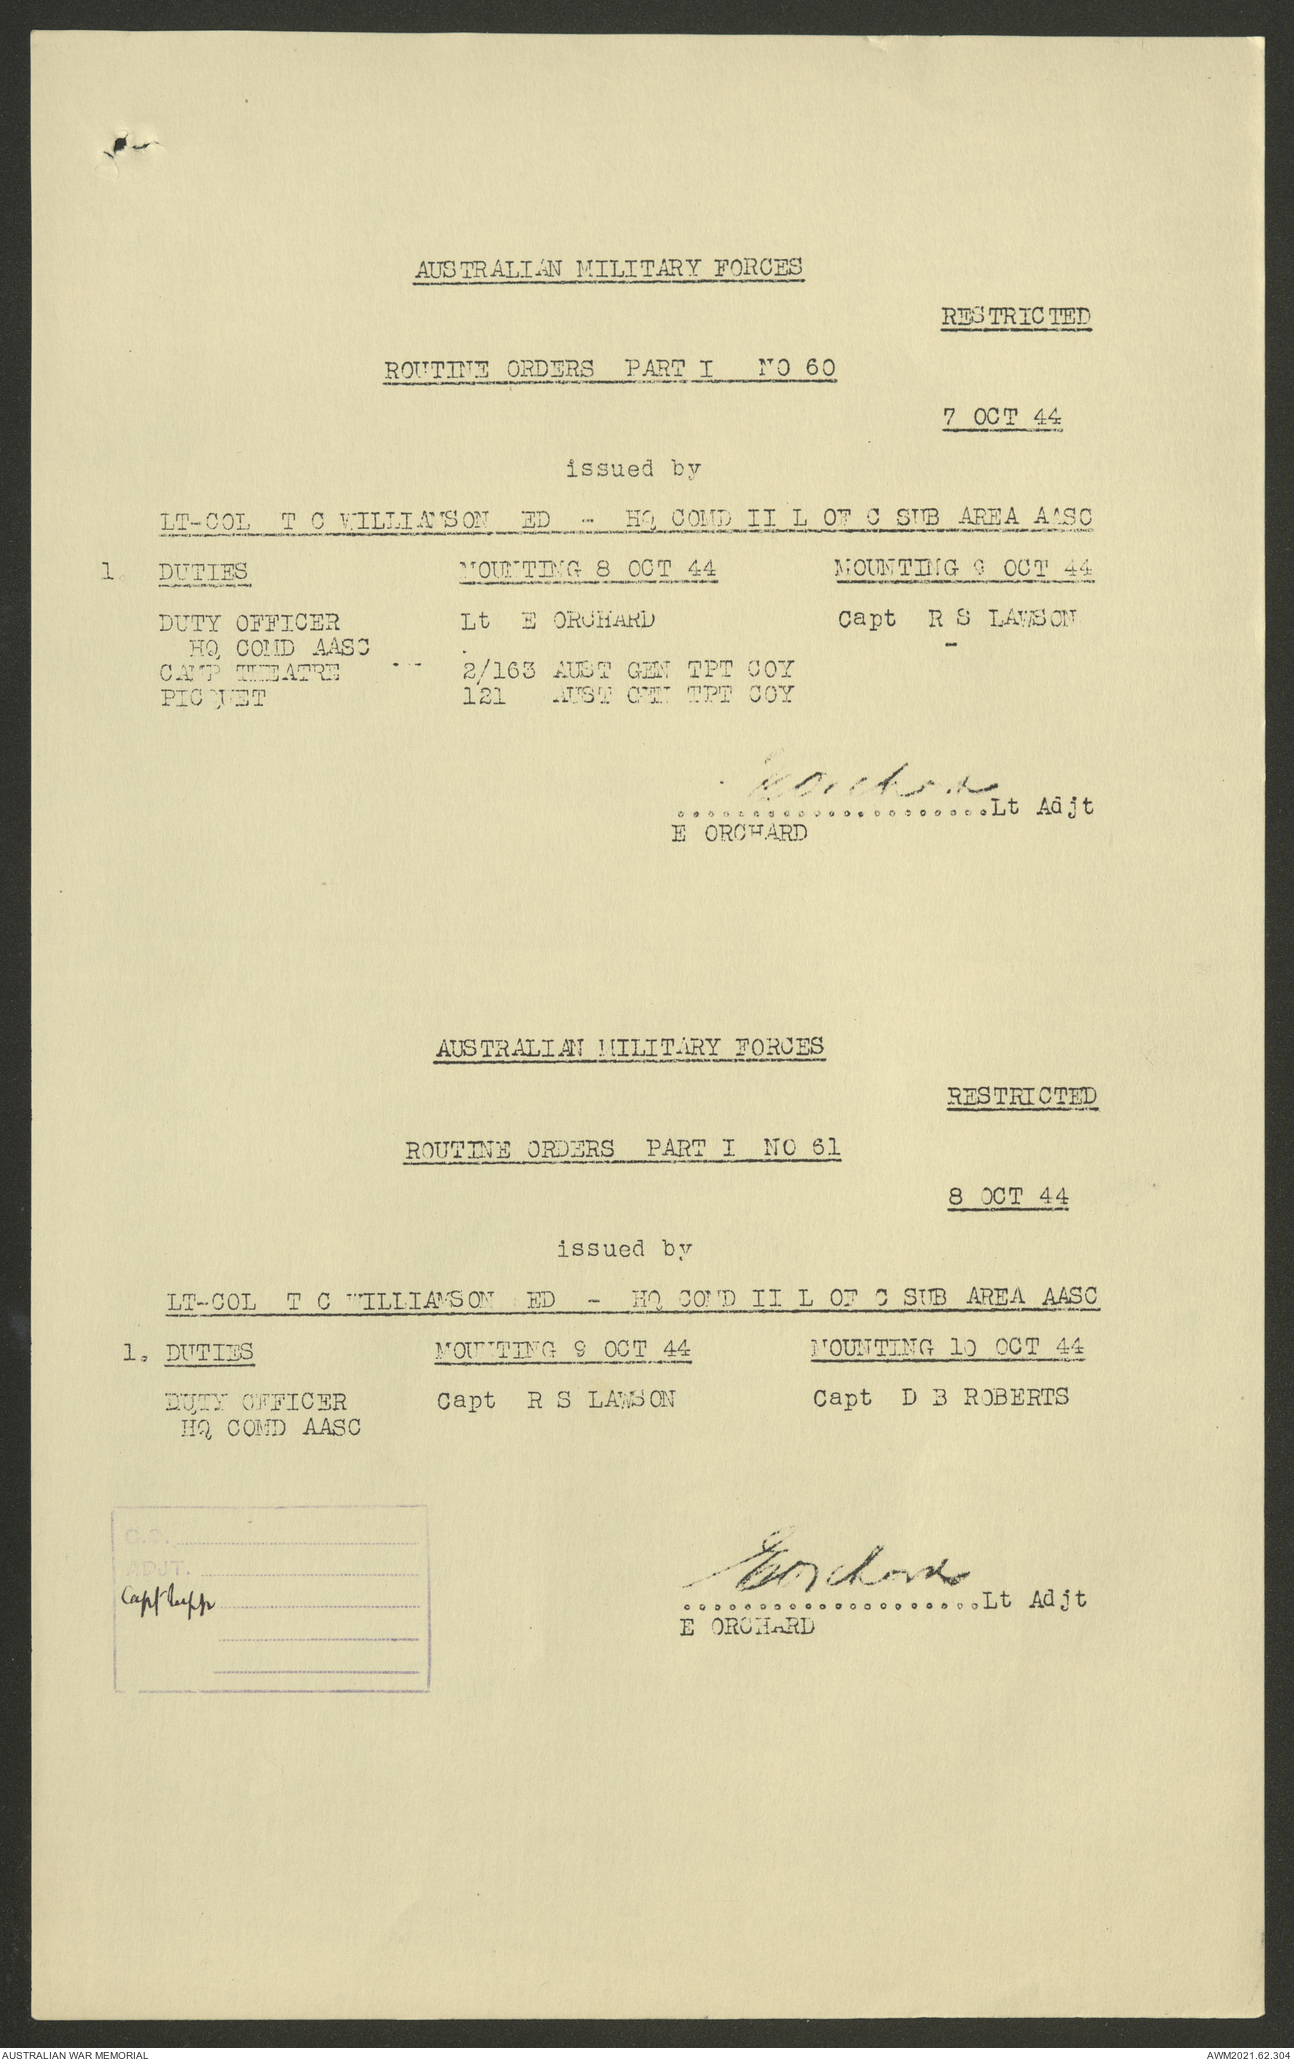 AUSTRALIAN MILITARY FORCES
RESTRICTED
ROUTINE ORDERS PART I NO 60
7 OCT 44
issued by
LT-COL T C WILLIAMSON ED - HQ COMD II L OF C SUB AREA AASC
1 DUTIES MOUNTING 8 OCT 44 MOUNTING 9 OCT 44
DUTY OFFICER Lt E ORCHARD Capt R S LAWSON
HQ COMD AASC
CAMP THEATRE 2/163 AUST GEN TPT COY
PICQUET 121 AUST GEN TPT COY
E Orchard
......................Lt Adjt
E ORCHARD
AUSTRALIAN MILITARY FORCES
RESTRICTED
ROUTINE ORDERS PART I NO 61
8 OCT 44
issued by
LT-COL T C WILLIAMSON ED - HQ COMD II L OF C SUB AREA AASC
1. DUTIES MOUNTING 9 OCT 44 MOUNTING 10 OCT 44
DUTY OFFICER Capt R S LAWSON Capt D B ROBERTS
HQ COMD AASC
ADJT.
Capt
E Orchard
....................Lt Adjt
E ORCHARD
AUSTRALIAN WAR MEMORIAL AWM2021.62.304